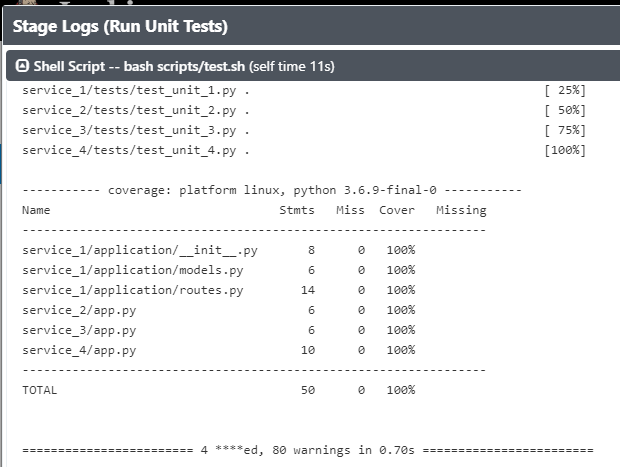 Stage Logs (Run Unit Tests)
Shell Script -- bash scripts/test.sh (self time 11s)
service_1/tests/test_unit_1.py . [ 25%]
service_2/tests/test_unit_2.py . [ 50%]
service_3/tests/test_unit_3.py . [ 75%]
service_4/tests/test_unit_4.py . [100%]
----------- coverage: platform linux, python 3.6.9-final-0 -----------
Name Stmts Miss Cover Missing
-----------------------------------------------------------------
service_1/application/__init__.py 8 0 100%
service_1/application/models.py 6 0 100%
service_1/application/routes.py 14 0 100%
service_2/app.py 6 0 100%
service_3/app.py 6 0 100%
service_4/app.py 10 0 100%
-----------------------------------------------------------------
TOTAL 50 0 100%
======================== 4 ****ed, 80 warnings in 0.70s ========================